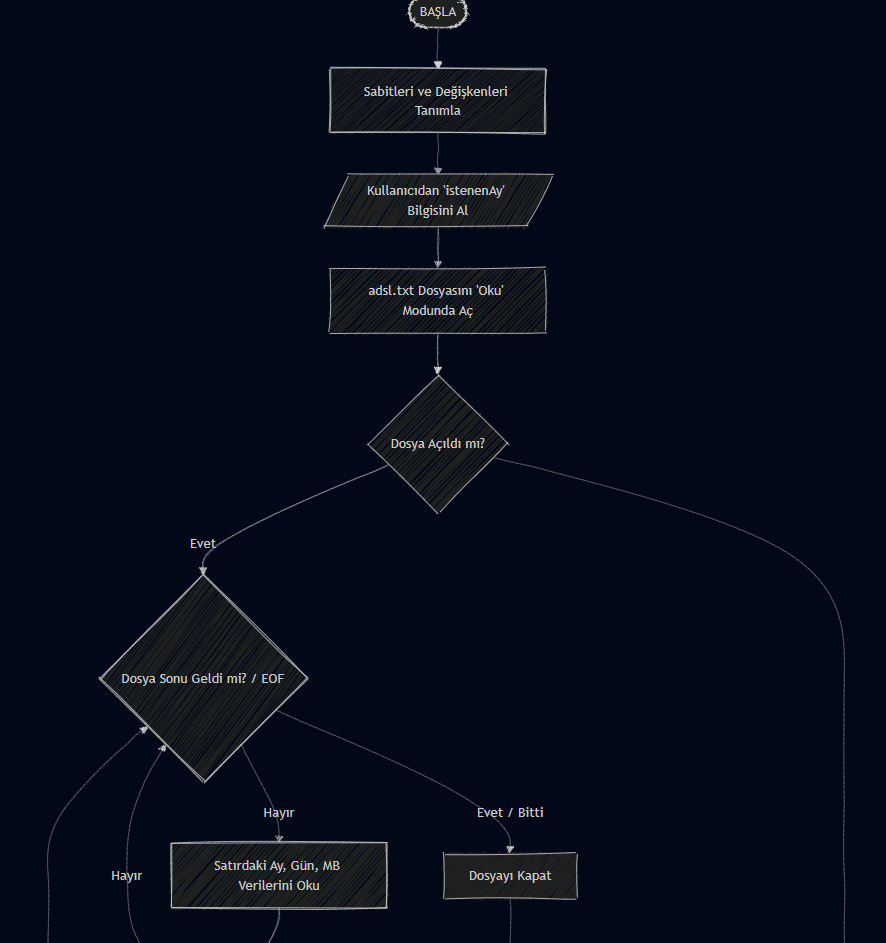 BAŞLA
Sabitleri ve Değişkenleri
Tanımla
Kullanıcıdan 'istenenAy'
Bilgisini Al
adsl.txt Dosyasını 'Oku'
Modunda Aç
Dosya Açıldı mı?
Evet
Dosya Sonu Geldi mi? / EOF
Hayır
Evet / Bitti
Satırdaki Ay, Gün, MB
Verilerini Oku
Hayır
Dosyayı Kapat